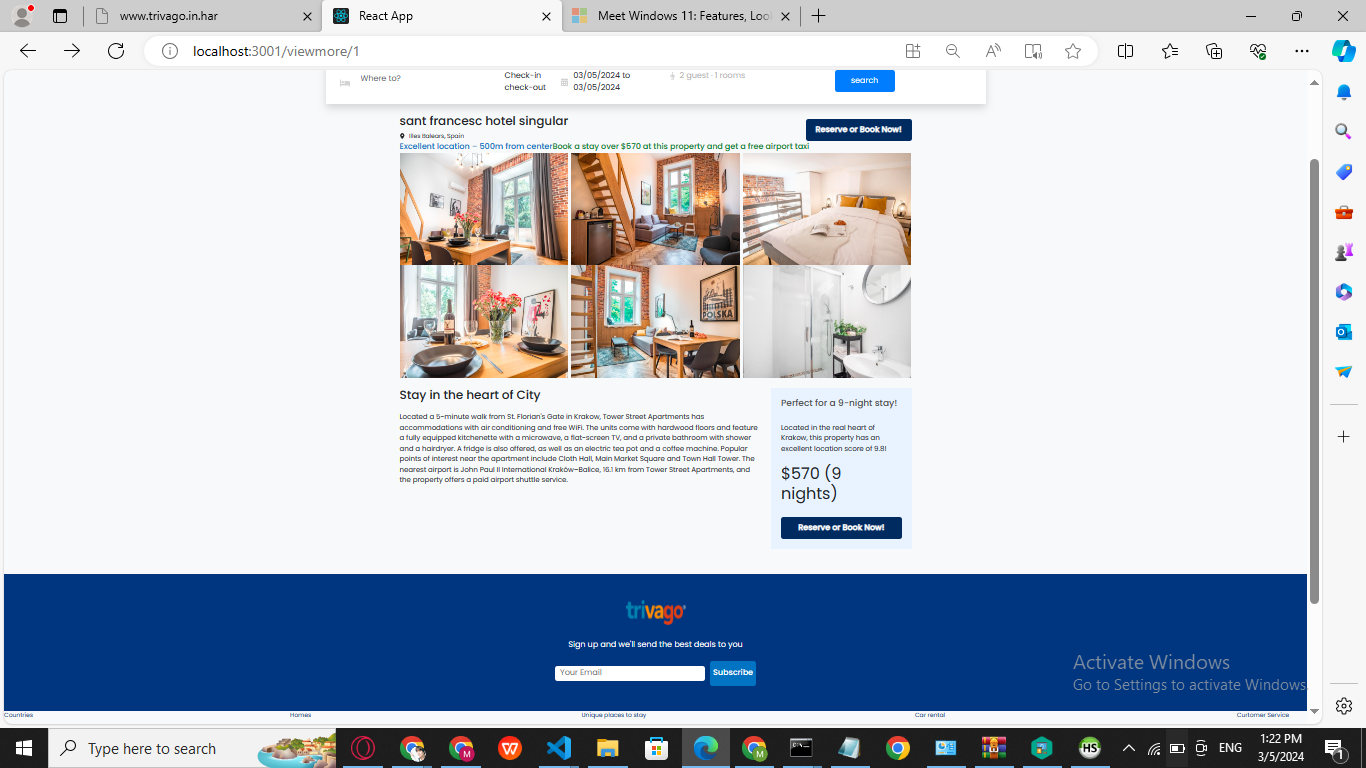 www.trivago.in.har
React App
Meet Windows 11: Features, Loo
localhost:3001/viewmore/1
Where to?
Check-in
check-out
03/05/2024 to
03/05/2024
2 guest · 1 rooms
search
sant francesc hotel singular
Illes Balears, Spain
Reserve or Book Now!
Excellent location – 500m from centerBook a stay over $570 at this property and get a free airport taxi
POLSKA
Stay in the heart of City
Located a 5-minute walk from St. Florian's Gate in Krakow, Tower Street Apartments has
accommodations with air conditioning and free WiFi. The units come with hardwood floors and feature
a fully equipped kitchenette with a microwave, a flat-screen TV, and a private bathroom with shower
and a hairdryer. A fridge is also offered, as well as an electric tea pot and a coffee machine. Popular
points of interest near the apartment include Cloth Hall, Main Market Square and Town Hall Tower. The
nearest airport is John Paul II International Kraków–Balice, 16.1 km from Tower Street Apartments, and
the property offers a paid airport shuttle service.
Perfect for a 9-night stay!
Located in the real heart of
Krakow, this property has an
excellent location score of 9.8!
$570 (9
nights)
Reserve or Book Now!
trivago
Sign up and we'll send the best deals to you
Your Email
Subscribe
Activate Windows
Go to Settings to activate Windows
Countries
Homes
Unique places to stay
Car rental
Customer Service
Type here to search
HS
ENG
1:22 PM
3/5/2024
1